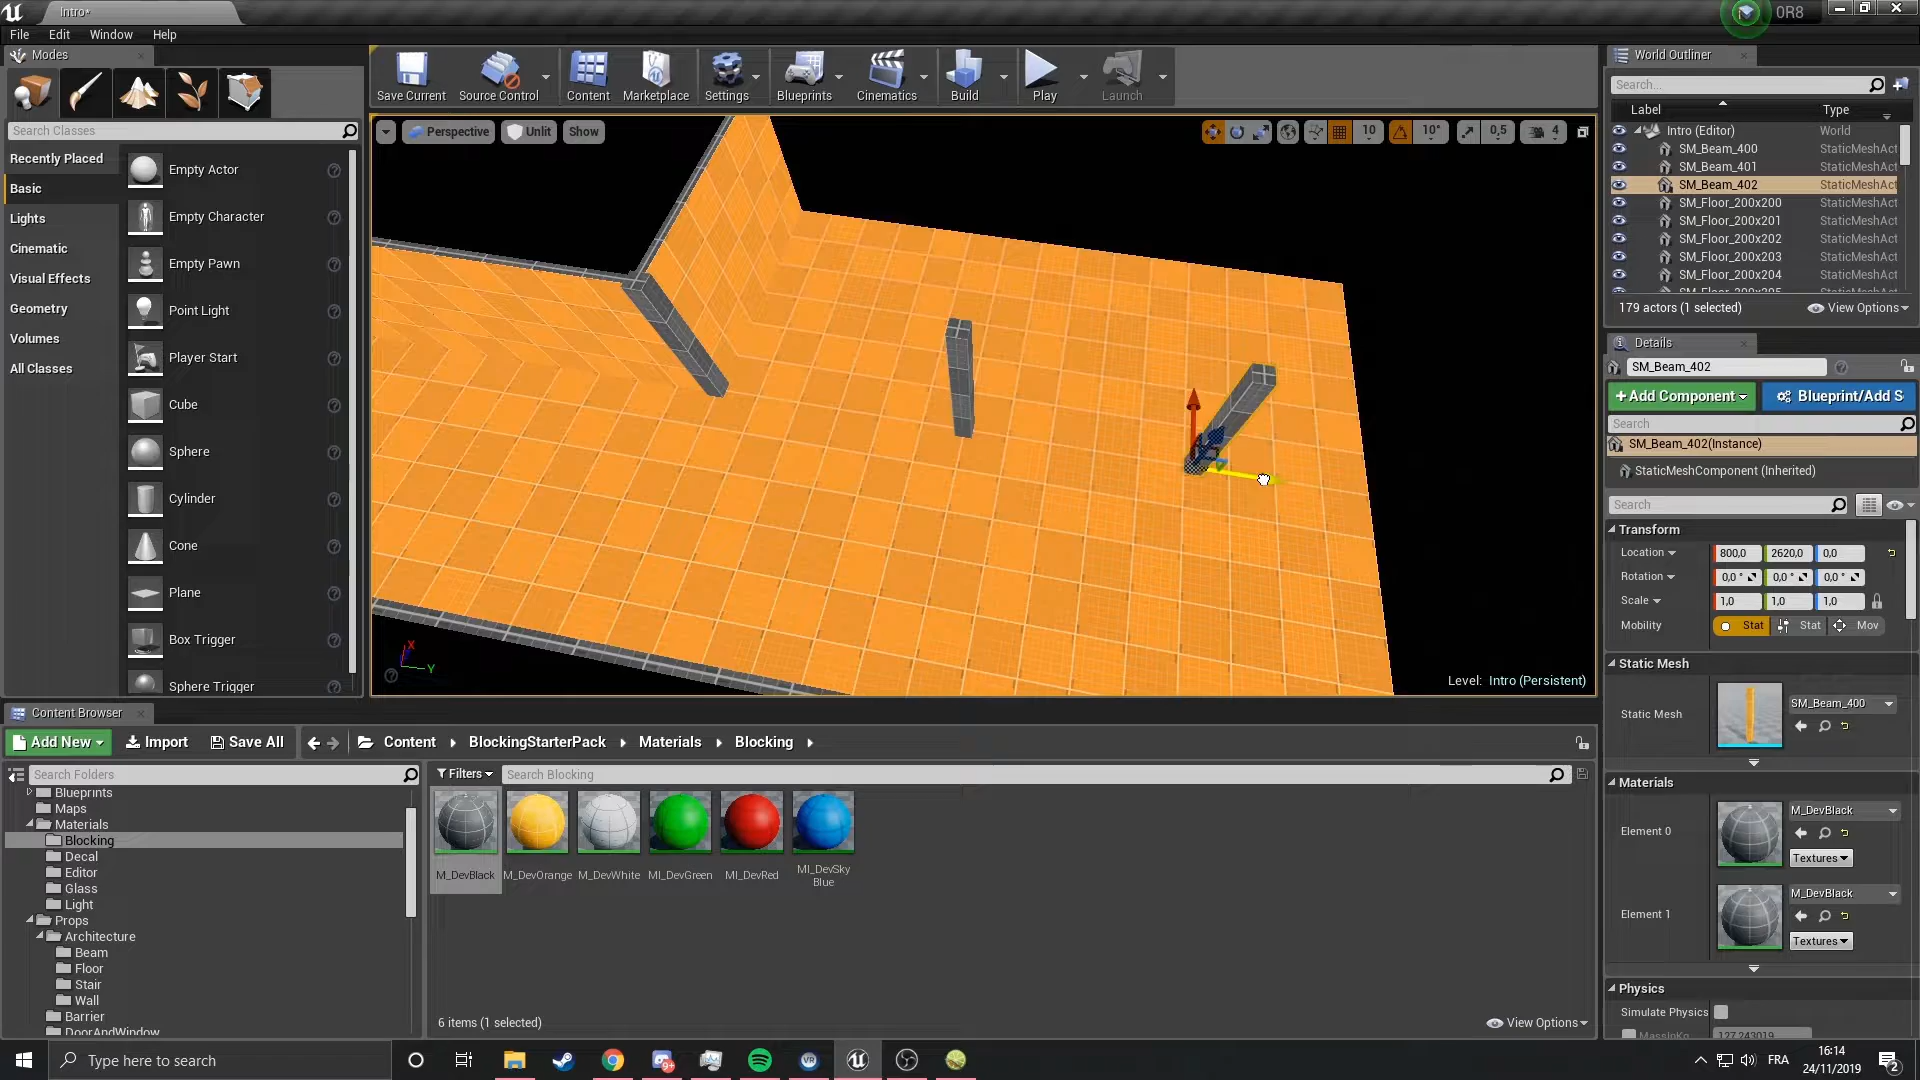 Intro*
0R8
File Edit Window Help
Modes
Search Classes
Recently Placed
Basic
Lights
Cinematic
Visual Effects
Geometry
Volumes
All Classes
Empty Actor
Empty Character
Empty Pawn
Point Light
Player Start
Cube
Sphere
Cylinder
Cone
Plane
Box Trigger
Sphere Trigger
Save Current Source Control Content Marketplace Settings Blueprints Cinematics Build Play Launch
Perspective Unlit Show
10 10° 0,5 4
X
Y
Level: Intro (Persistent)
World Outliner
Search...
Label Type
Intro (Editor) World
SM_Beam_400 StaticMeshAct
SM_Beam_401 StaticMeshAct
SM_Beam_402 StaticMeshAct
SM_Floor_200x200 StaticMeshAct
SM_Floor_200x201 StaticMeshAct
SM_Floor_200x202 StaticMeshAct
SM_Floor_200x203 StaticMeshAct
SM_Floor_200x204 StaticMeshAct
179 actors (1 selected) View Options
Details
SM_Beam_402
+Add Component Blueprint/Add S
Search
SM_Beam_402(Instance)
StaticMeshComponent (Inherited)
Search
Transform
Location 800,0 2620,0 0,0
Rotation 0,0 ° 0,0 ° 0,0 °
Scale 1,0 1,0 1,0
Mobility Stat Stat Mov
Static Mesh
Static Mesh SM_Beam_400
Materials
Element 0 M_DevBlack
Textures
Element 1 M_DevBlack
Textures
Physics
Simulate Physics
MassInKg 127.243019
Content Browser
Add New Import Save All Content BlockingStarterPack Materials Blocking
Search Folders
Blueprints
Maps
Materials
Blocking
Decal
Editor
Glass
Light
Props
Architecture
Beam
Floor
Stair
Wall
Barrier
DoorAndWindow
Filters Search Blocking
M_DevBlack M_DevOrange M_DevWhite MI_DevGreen MI_DevRed MI_DevSky
Blue
6 items (1 selected) View Options
Type here to search
9+
VR
FRA
16:14
24/11/2019
2